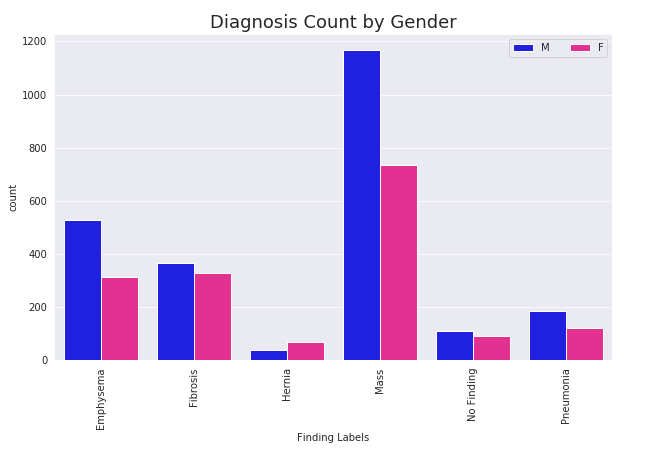 Diagnosis Count by Gender
M F
count
1200
1000
800
600
400
200
0
Emphysema
Fibrosis
Hernia
Mass
No Finding
Pneumonia
Finding Labels